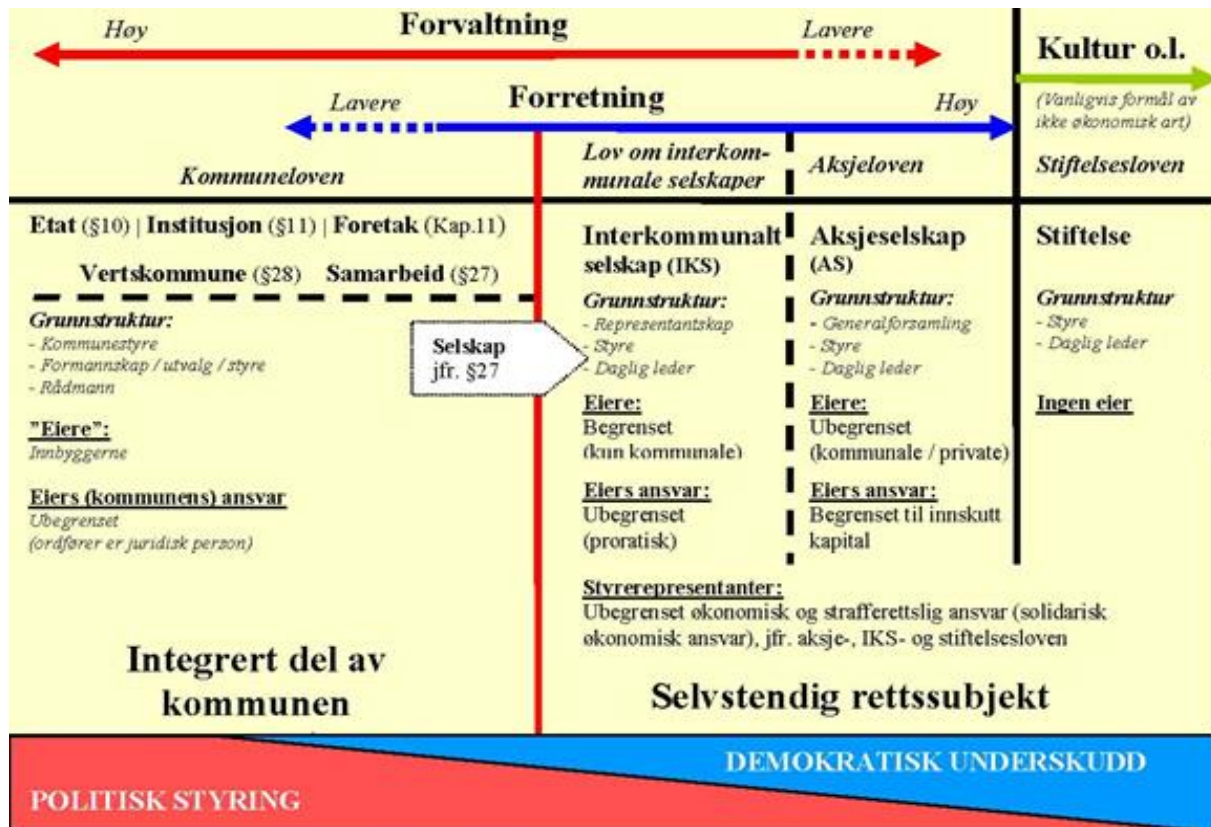 Høy Forvaltning Lavere
Kultur o.l.
Lavere Forretning Høy
(Vanligvis formål av
ikke økonomisk art)
Kommuneloven
Lov om interkom-
munale selskaper
Aksjeloven
Stiftelsesloven
Etat (§10) | Institusjon (§11) | Foretak (Kap.11)
Vertskommune (§28) Samarbeid (§27)
Grunnstruktur:
- Kommunestyre
- Formannskap / utvalg / styre
- Rådmann
"Eiere":
Innbyggerne
Eiers (kommunens) ansvar
Ubegrenset
(ordfører er juridisk person)
Selskap
jfr. §27
Interkommunalt
selskap (IKS)
Grunnstruktur:
- Representantskap
- Styre
- Daglig leder
Eiere:
Begrenset
(kun kommunale)
Eiers ansvar:
Ubegrenset
(proratisk)
Aksjeselskap
(AS)
Grunnstruktur:
- Generalforsamling
- Styre
- Daglig leder
Eiere:
Ubegrenset
(kommunale / private)
Eiers ansvar:
Begrenset til innskutt
kapital
Stiftelse
Grunnstruktur
- Styre
- Daglig leder
Ingen eier
Styrerepresentanter:
Ubegrenset økonomisk og strafferettslig ansvar (solidarisk
økonomisk ansvar), jfr. aksje-, IKS- og stiftelsesloven
Integrert del av
kommunen
Selvstendig rettssubjekt
DEMOKRATISK UNDERSKUDD
POLITISK STYRING